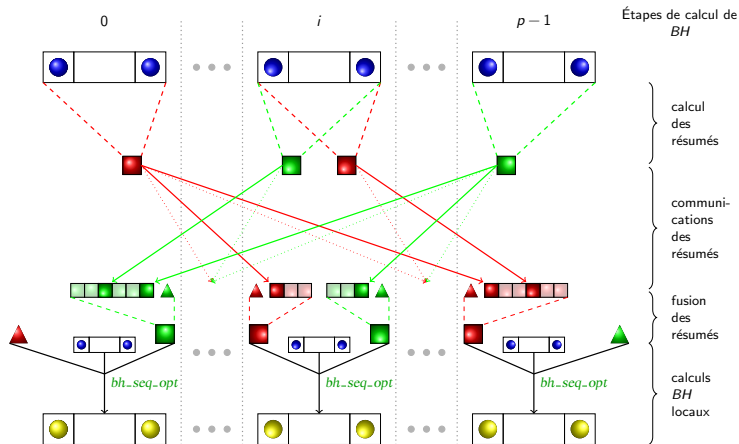 Étapes de calcul de
BH
0
i
p − 1
calcul
des
résumés
communi-
cations
des
résumés
fusion
des
résumés
bh_seq_opt
bh_seq_opt
bh_seq_opt
calculs
BH
locaux